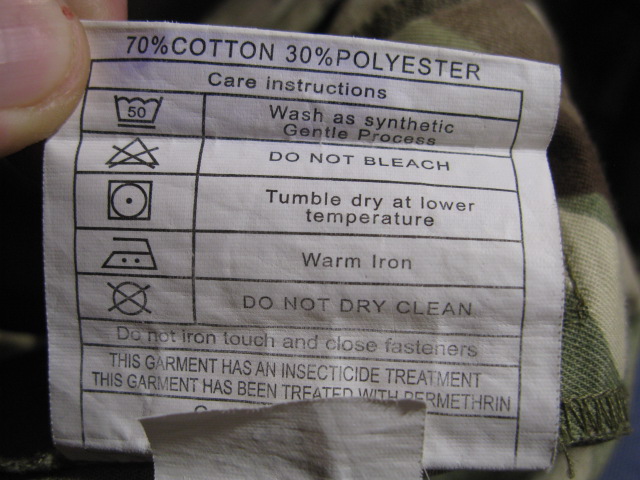 70%COTTON 30%POLYESTER
Care instructions
50
Wash as synthetic
Gentle Process
DO NOT BLEACH
Tumble dry at lower
temperature
Warm Iron
DO NOT DRY CLEAN
Do not iron touch and close fasteners
THIS GARMENT HAS AN INSECTICIDE TREATMENT
THIS GARMENT HAS BEEN TREATED WITH PERMETHRIN